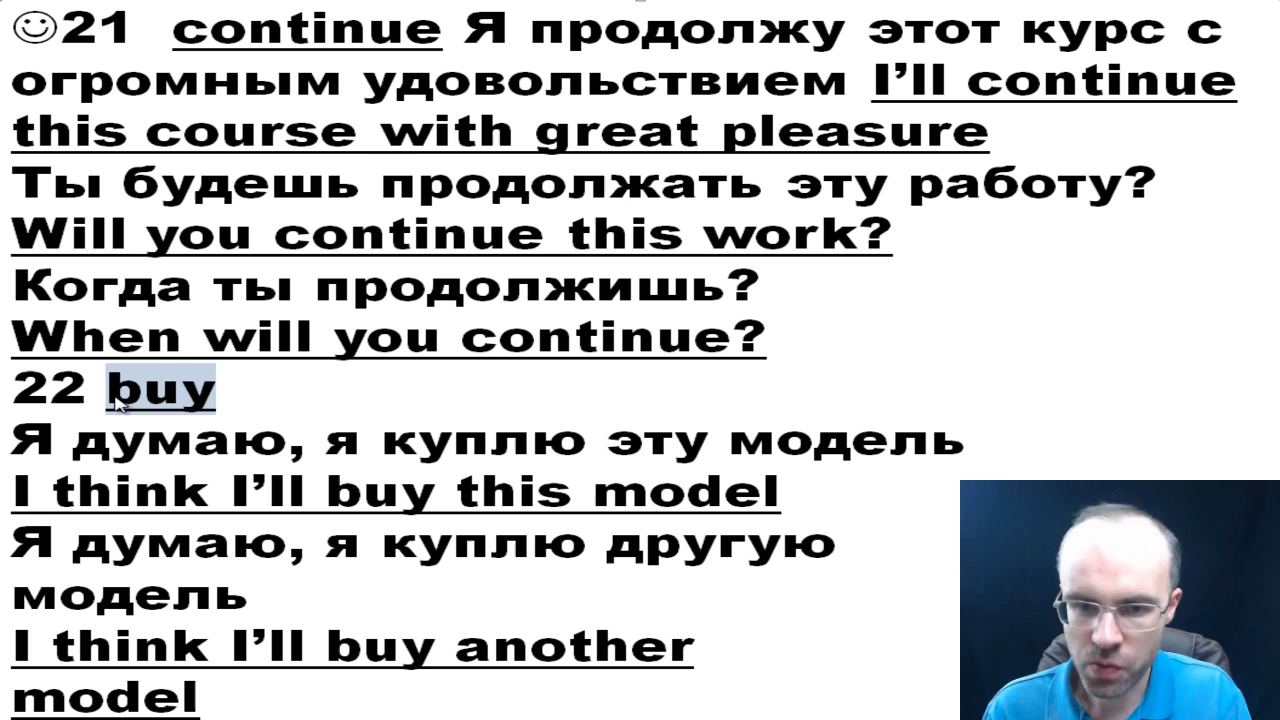 ☺21 continue Я продолжу этот курс с
огромным удовольствием I’ll continue
this course with great pleasure
Ты будешь продолжать эту работу?
Will you continue this work?
Когда ты продолжишь?
When will you continue?
22 buy
Я думаю, я куплю эту модель
I think I’ll buy this model
Я думаю, я куплю другую
модель
I think I’ll buy another
model